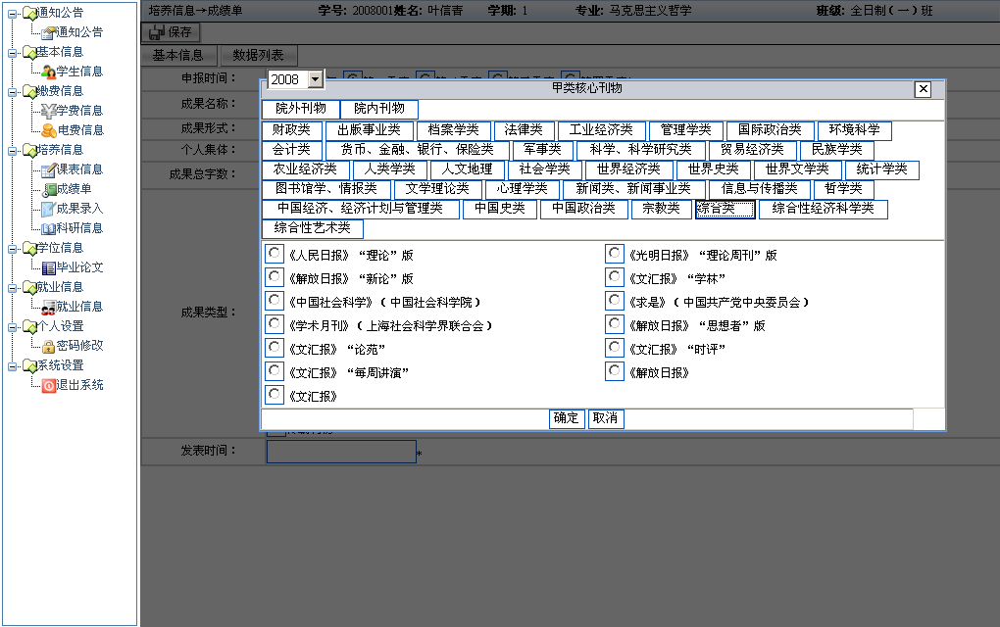 通知公告
通知公告
基本信息
学生信息
缴费信息
学费信息
电费信息
培养信息
课表信息
成绩单
成果录入
科研信息
学位信息
毕业论文
就业信息
就业信息
个人设置
密码修改
系统设置
退出系统
培养信息→成绩单 学号: 2008001姓名: 叶信青 学期: 1 专业: 马克思主义哲学 班级: 全日制(一)班
保存
基本信息 数据列表
申报时间: 2008
成果名称:
成果形式:
个人集体:
成果总字数:
成果类型:
发表时间: *
甲类核心刊物
院外刊物 院内刊物
财政类 出版事业类 档案学类 法律类 工业经济类 管理学类 国际政治类 环境科学
会计类 货币、金融、银行、保险类 军事类 科学、科学研究类 贸易经济类 民族学类
农业经济类 人类学类 人文地理 社会学类 世界经济类 世界史类 世界文学类 统计学类
图书馆学、情报类 文学理论类 心理学类 新闻类、新闻事业类 信息与传播类 哲学类
中国经济、经济计划与管理类 中国史类 中国政治类 宗教类 综合类 综合性经济科学类
综合性艺术类
《人民日报》“理论”版 《光明日报》“理论周刊”版
《解放日报》“新论”版 《文汇报》“学林”
《中国社会科学》(中国社会科学院) 《求是》(中国共产党中央委员会)
《学术月刊》(上海社会科学界联合会) 《解放日报》“思想者”版
《文汇报》“论苑” 《文汇报》“时评”
《文汇报》“每周讲演” 《解放日报》
《文汇报》
确定 取消